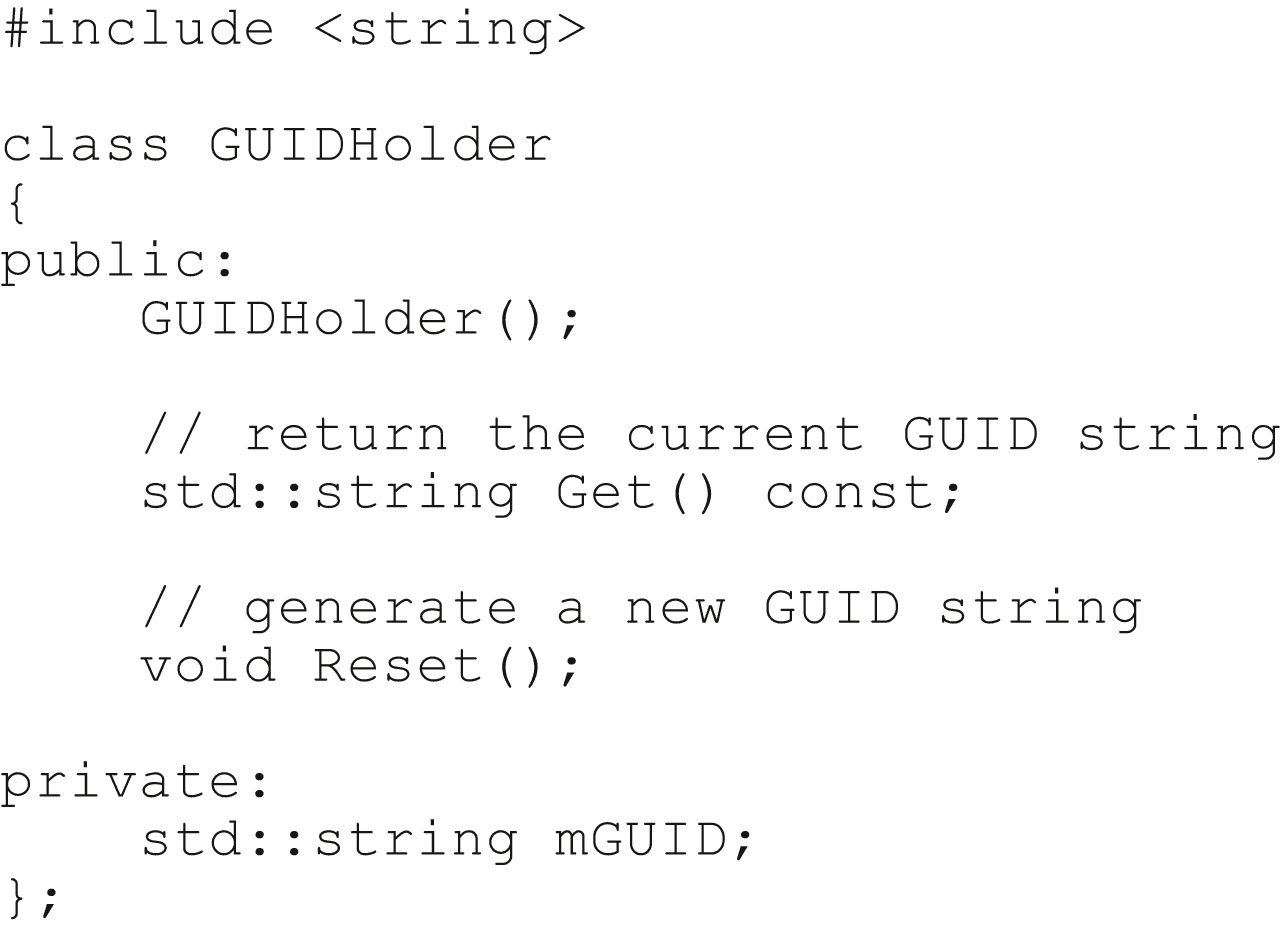 #include <string>

class GUIDHolder
{
public:
    GUIDHolder();

    // return the current GUID string
    std::string Get() const;

    // generate a new GUID string
    void Reset();

private:
    std::string mGUID;
};